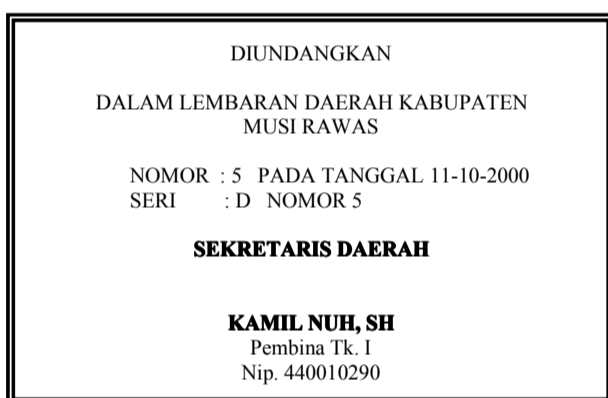 DIUNDANGKAN
DALAM LEMBARAN DAERAH KABUPATEN
MUSI RAWAS
NOMOR : 5 PADA TANGGAL 11-10-2000
SERI : D NOMOR 5
SEKRETARIS DAERAH
KAMIL NUH, SH
Pembina Tk. I
Nip. 440010290